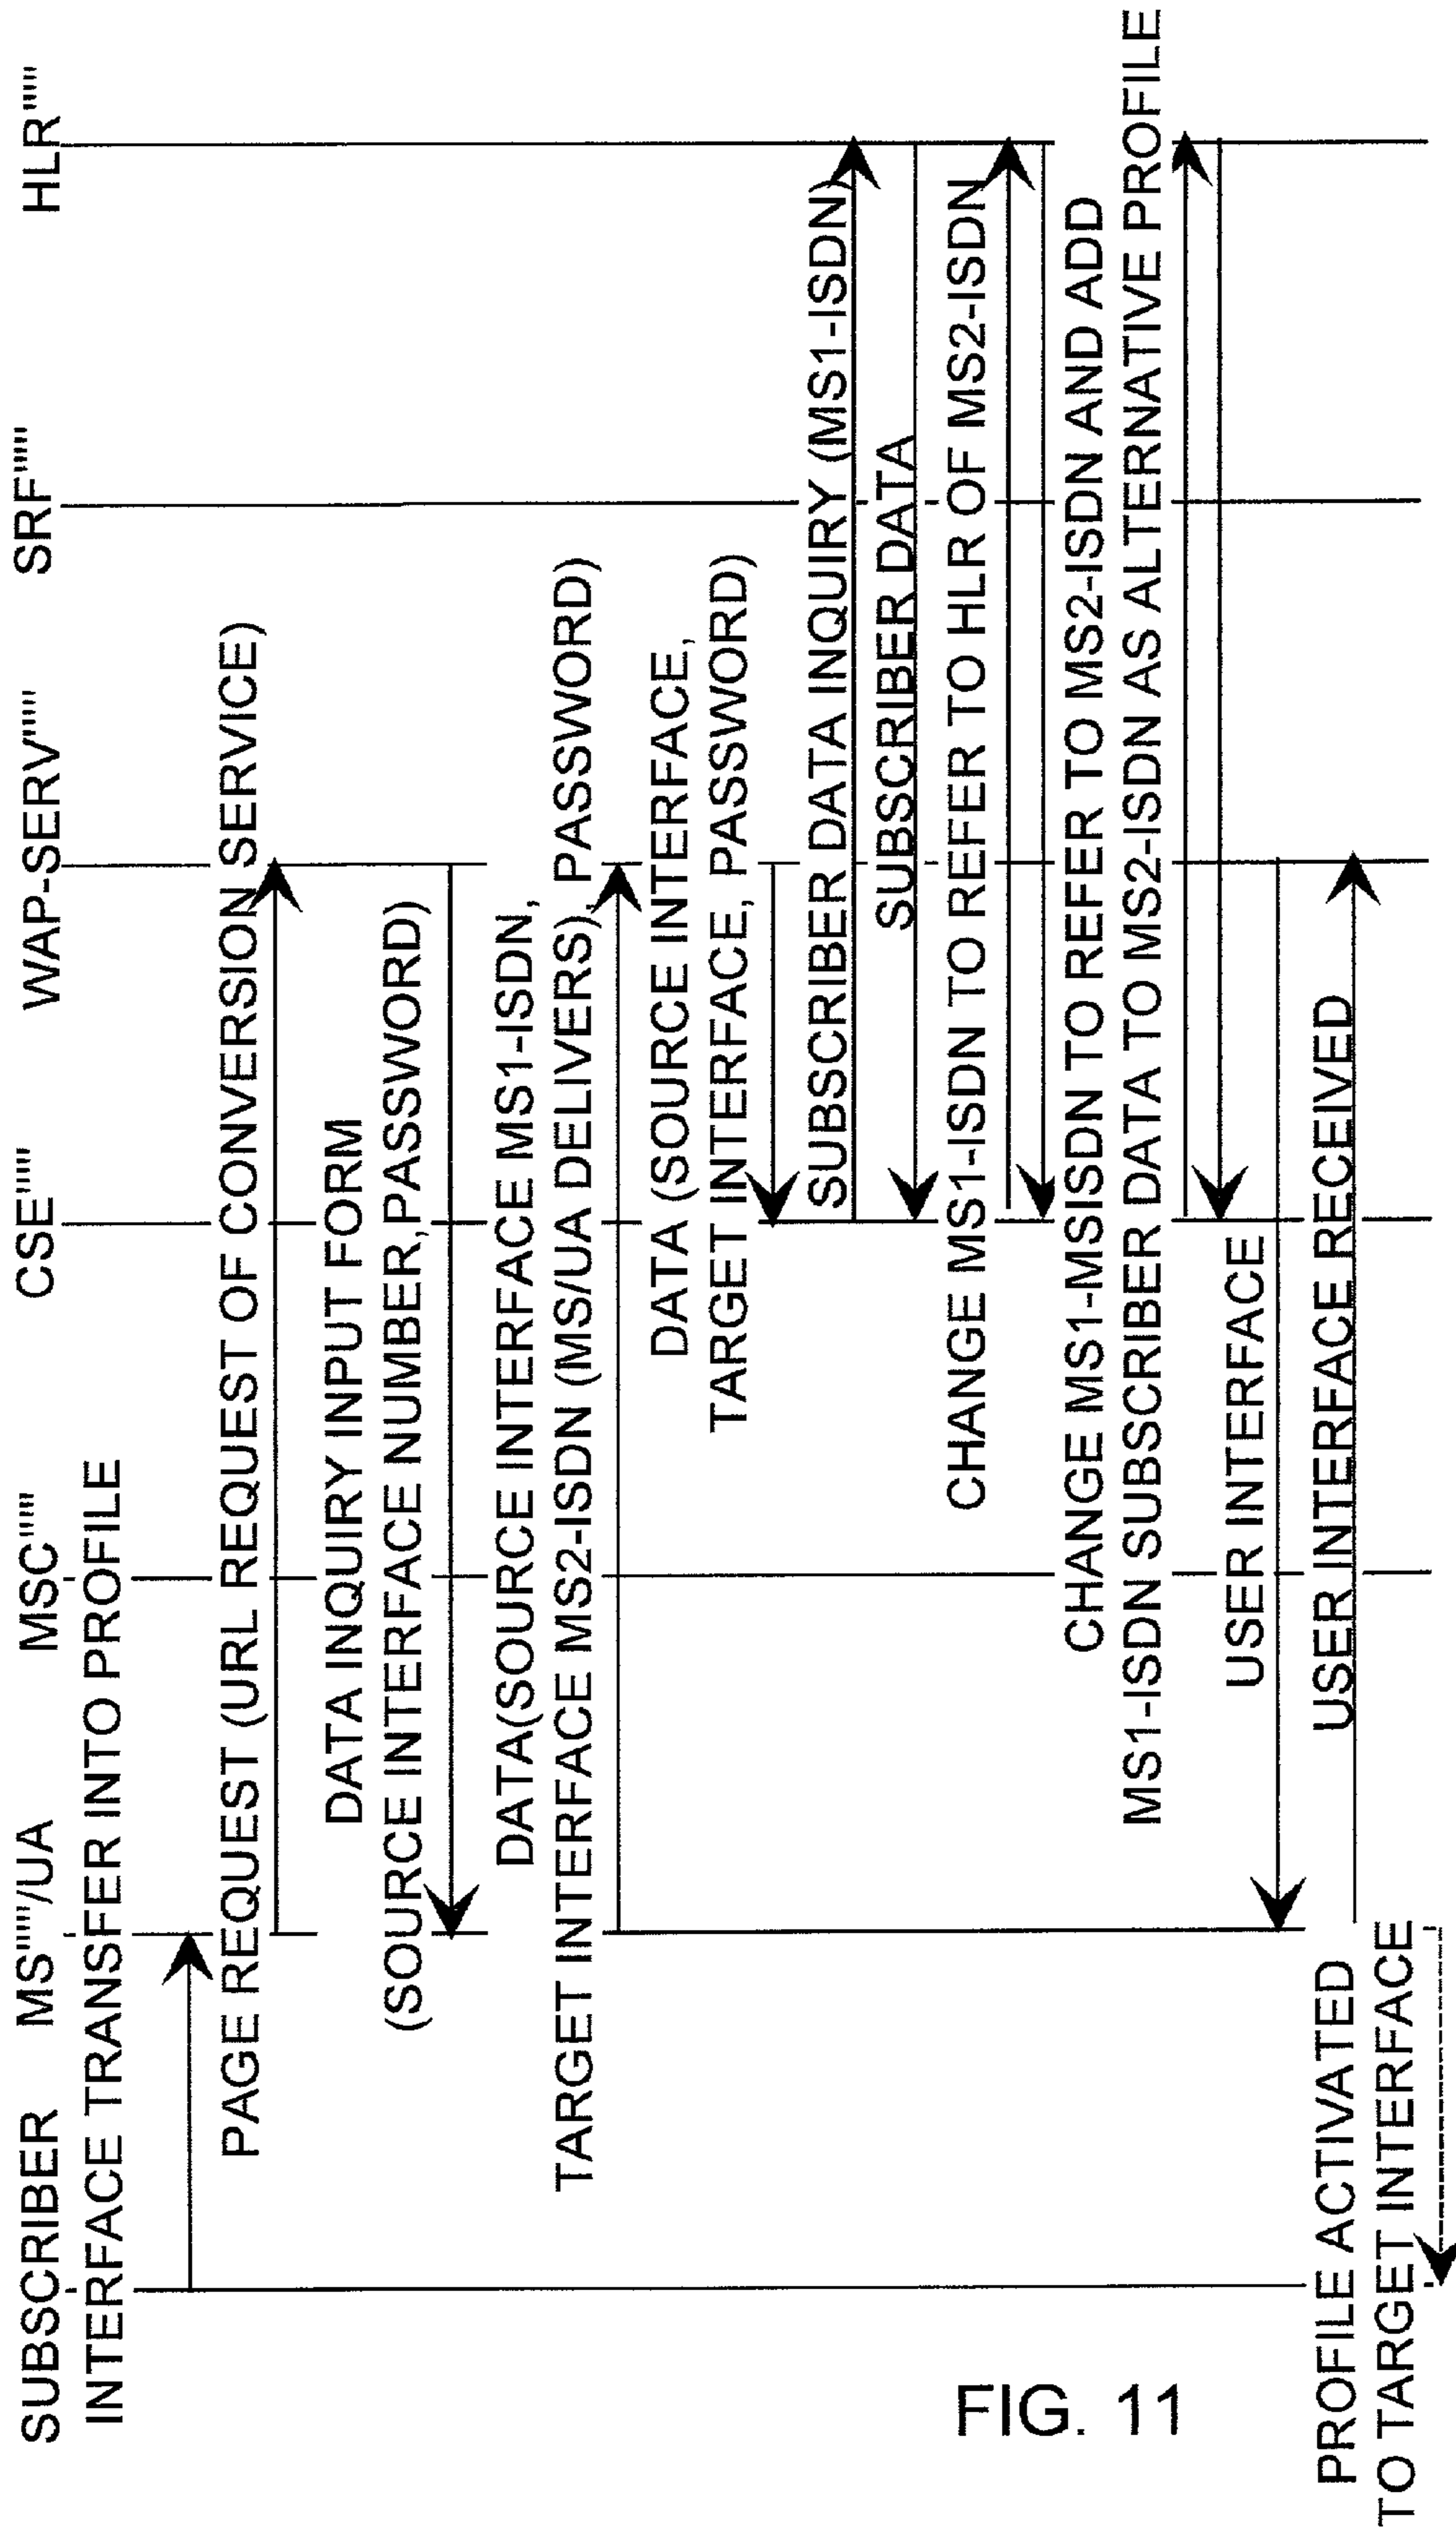 SUBSCRIBER MS'''''/UA MSC''''' CSE''''' WAP-SERV''''' SRF''''' HLR'''''
INTERFACE TRANSFER INTO PROFILE
PAGE REQUEST (URL REQUEST OF CONVERSION SERVICE)
DATA INQUIRY INPUT FORM
(SOURCE INTERFACE NUMBER,PASSWORD)
DATA(SOURCE INTERFACE MS1-ISDN,
TARGET INTERFACE MS2-ISDN (MS/UA DELIVERS), PASSWORD)
DATA (SOURCE INTERFACE,
TARGET INTERFACE, PASSWORD)
SUBSCRIBER DATA INQUIRY (MS1-ISDN)
SUBSCRIBER DATA
CHANGE MS1-ISDN TO REFER TO HLR OF MS2-ISDN
CHANGE MS1-MSISDN TO REFER TO MS2-ISDN AND ADD
MS1-ISDN SUBSCRIBER DATA TO MS2-ISDN AS ALTERNATIVE PROFILE
USER INTERFACE
USER INTERFACE RECEIVED
PROFILE ACTIVATED
TO TARGET INTERFACE
FIG. 11